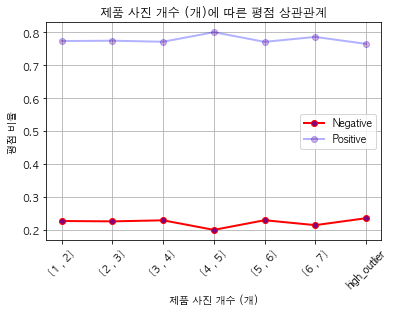 제품 사진 개수 (개)에 따른 평점 상관관계
평점 비율
0.8
0.7
0.6
0.5
0.4
0.3
0.2
Negative
Positive
[1 , 2)
[2 , 3)
[3 , 4)
[4 , 5)
[5 , 6)
[6 , 7)
hgh_outlier
제품 사진 개수 (개)